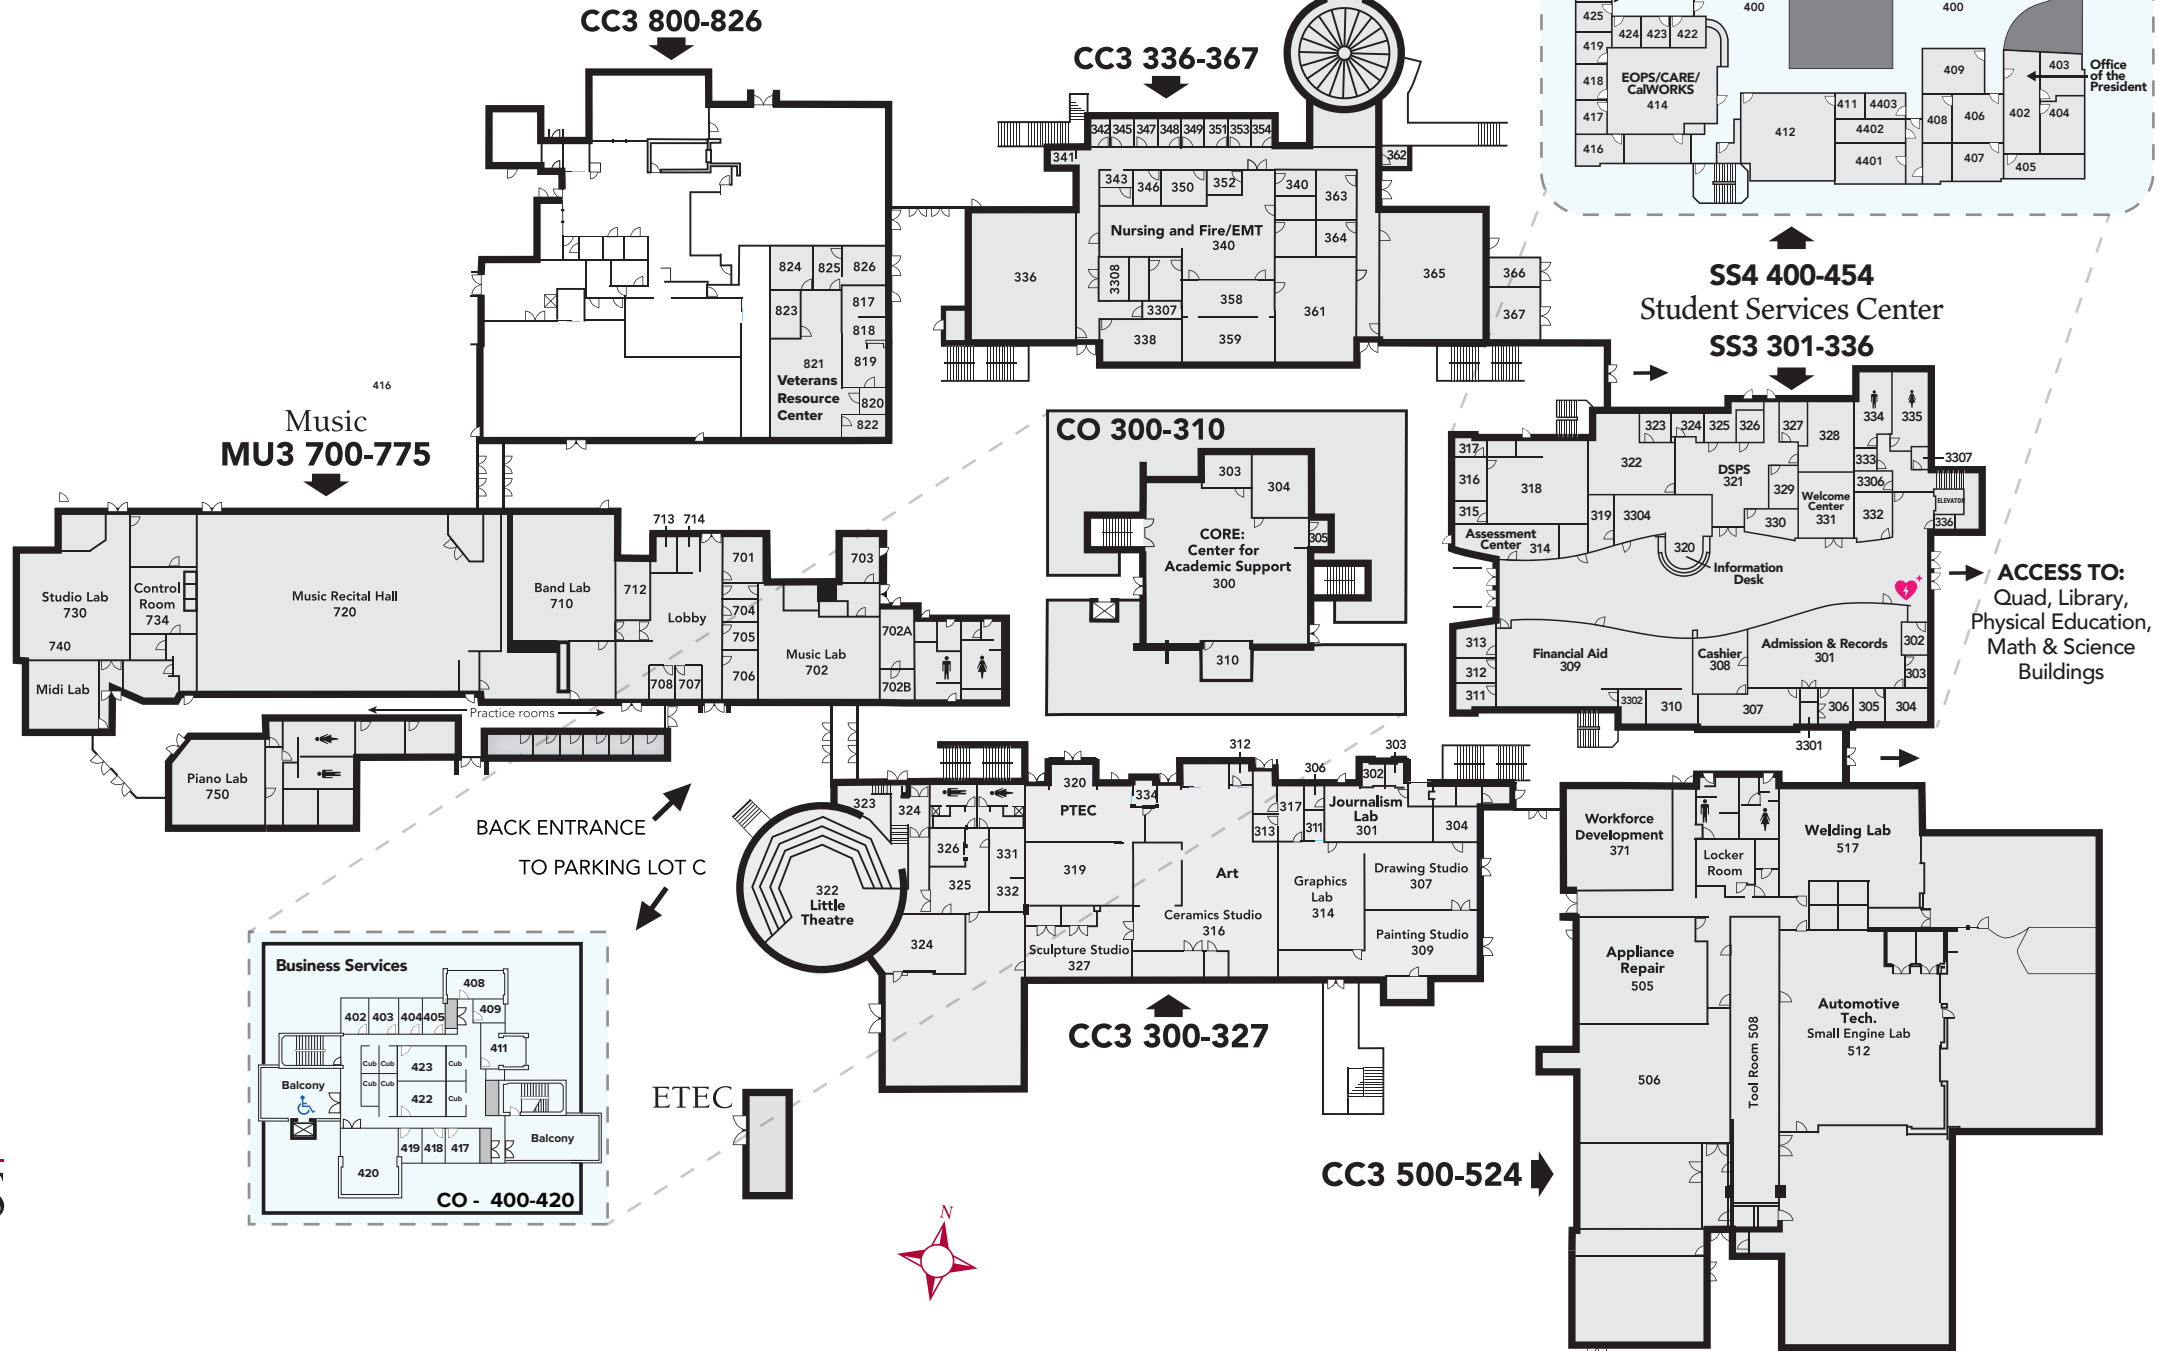 CC3 800-826
CC3 336-367
400
400
425
424
423
422
419
418
EOPS/CARE/
CalWORKS
414
417
416
412
411
4403
4402
4401
409
408
406
407
402
403
404
405
Office
of the
President
SS4 400-454
Student Services Center
SS3 301-336
342
345
347
348
349
351
353
354
341
362
343
346
350
352
340
363
Nursing and Fire/EMT
340
364
336
3308
3307
358
338
359
361
365
366
367
824
825
826
823
817
818
821
819
Veterans
Resource
Center
820
822
416
Music
MU3 700-775
713
714
701
703
Studio Lab
730
740
Control
Room
734
Music Recital Hall
720
Band Lab
710
712
Lobby
704
705
706
708
707
Music Lab
702
702A
702B
Midi Lab
Practice rooms
Piano Lab
750
BACK ENTRANCE
TO PARKING LOT C
CO 300-310
303
304
305
CORE:
Center for
Academic Support
300
310
317
316
315
318
Assessment
Center
314
319
3304
322
323
324
325
326
327
328
DSPS
321
329
330
Welcome
Center
331
332
333
334
335
3306
3307
ELEVATOR
336
320
Information
Desk
313
312
311
Financial Aid
309
Cashier
308
Admission & Records
301
302
303
3302
310
307
306
305
304
3301
ACCESS TO:
Quad, Library,
Physical Education,
Math & Science
Buildings
323
324
326
325
331
332
322
Little
Theatre
324
320
PTEC
319
334
Sculpture Studio
327
312
Art
Ceramics Studio
316
317
313
306
311
303
302
Journalism
Lab
301
304
Graphics
Lab
314
Drawing Studio
307
Painting Studio
309
CC3 300-327
Workforce
Development
371
Locker
Room
Welding Lab
517
Appliance
Repair
505
506
Tool Room 508
Automotive
Tech.
Small Engine Lab
512
CC3 500-524
ETEC
N
Business Services
408
409
402
403
404
405
411
Cub
Cub
423
Cub
Cub
Cub
422
Cub
Balcony
419
418
417
420
Balcony
CO - 400-420